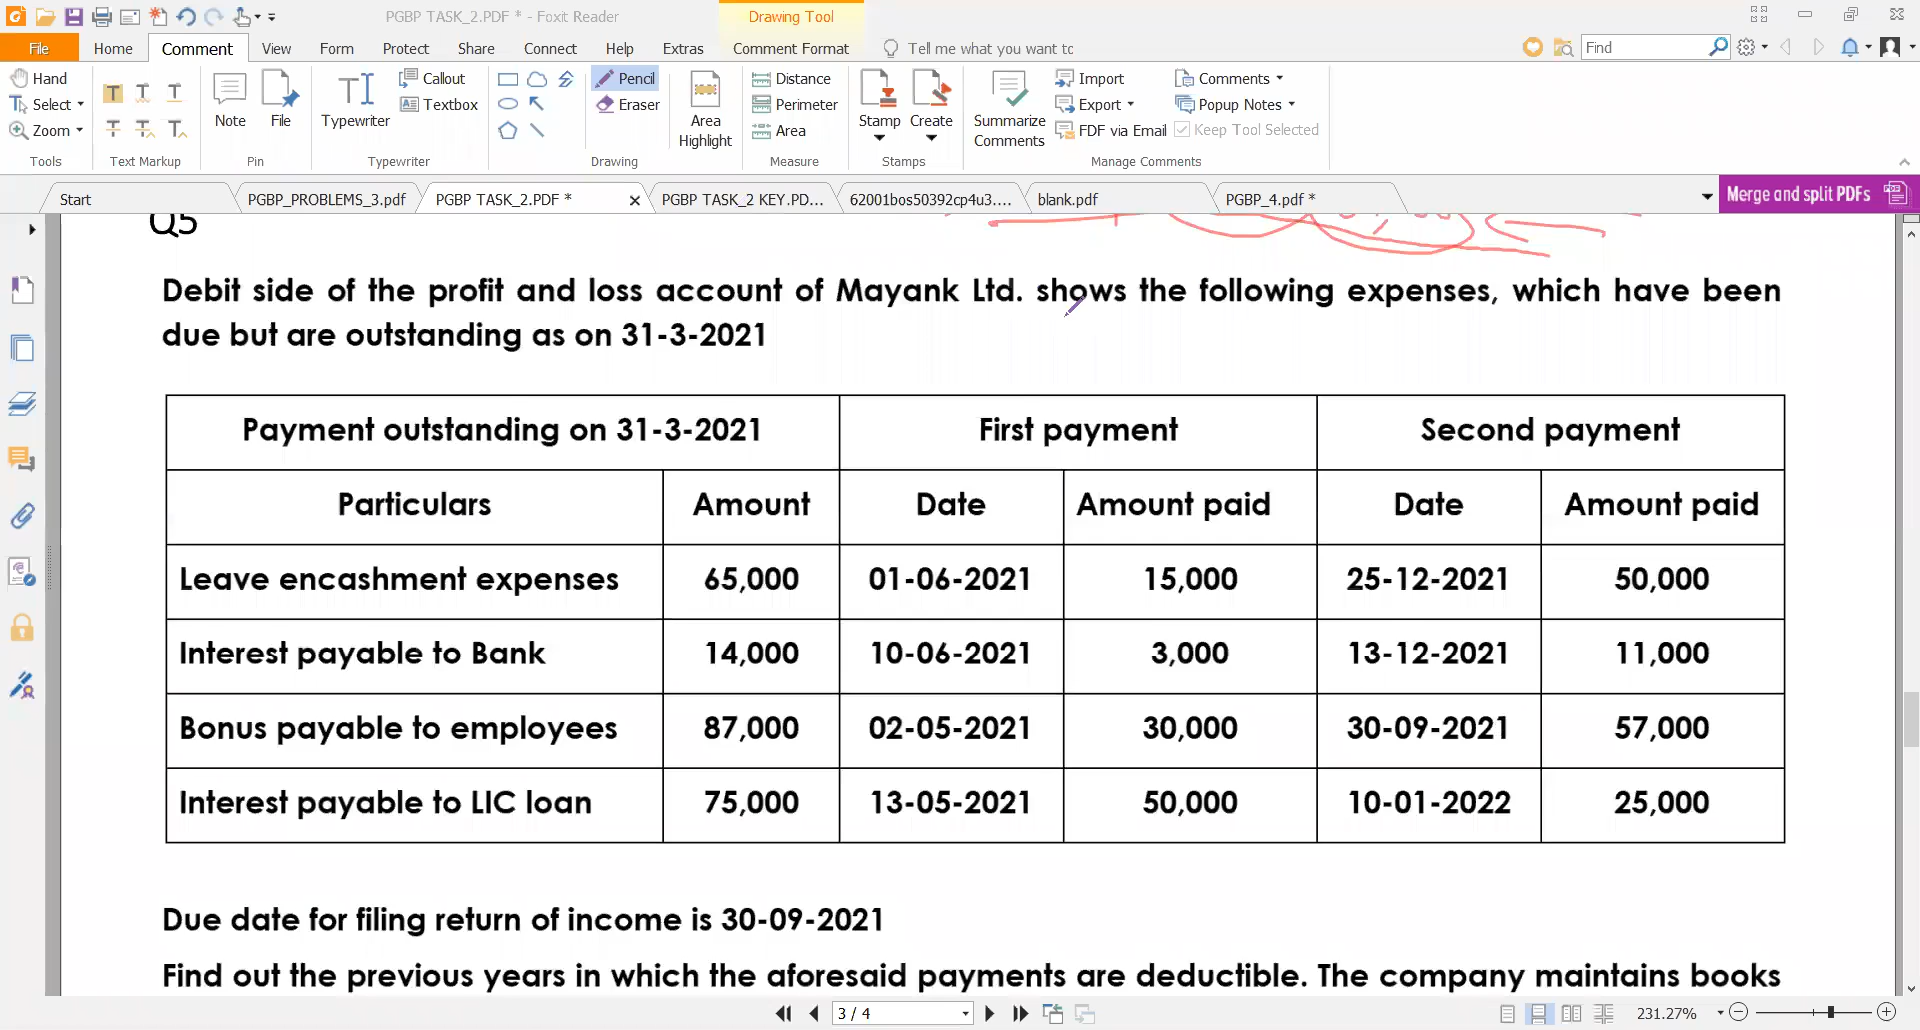 PGBP TASK_2.PDF * - Foxit Reader
Drawing Tool
File Home Comment View Form Protect Share Connect Help Extras Comment Format Tell me what you want to Find
Hand
Select
Zoom
Tools
Text Markup
Note
File
Pin
Typewriter
Callout
Textbox
Typewriter
Pencil
Eraser
Drawing
Area Highlight
Distance
Perimeter
Area
Measure
Stamp
Create
Stamps
Summarize Comments
Import
Export
FDF via Email
Comments
Popup Notes
Keep Tool Selected
Manage Comments
Start PGBP_PROBLEMS_3.pdf PGBP TASK_2.PDF * PGBP TASK_2 KEY.PD... 62001bos50392cp4u3.... blank.pdf PGBP_4.pdf * Merge and split PDFs
Q5
Debit side of the profit and loss account of Mayank Ltd. shows the following expenses, which have been
due but are outstanding as on 31-3-2021
Payment outstanding on 31-3-2021 First payment Second payment
Particulars Amount Date Amount paid Date Amount paid
Leave encashment expenses 65,000 01-06-2021 15,000 25-12-2021 50,000
Interest payable to Bank 14,000 10-06-2021 3,000 13-12-2021 11,000
Bonus payable to employees 87,000 02-05-2021 30,000 30-09-2021 57,000
Interest payable to LIC loan 75,000 13-05-2021 50,000 10-01-2022 25,000
Due date for filing return of income is 30-09-2021
Find out the previous years in which the aforesaid payments are deductible. The company maintains books
3 / 4 231.27%